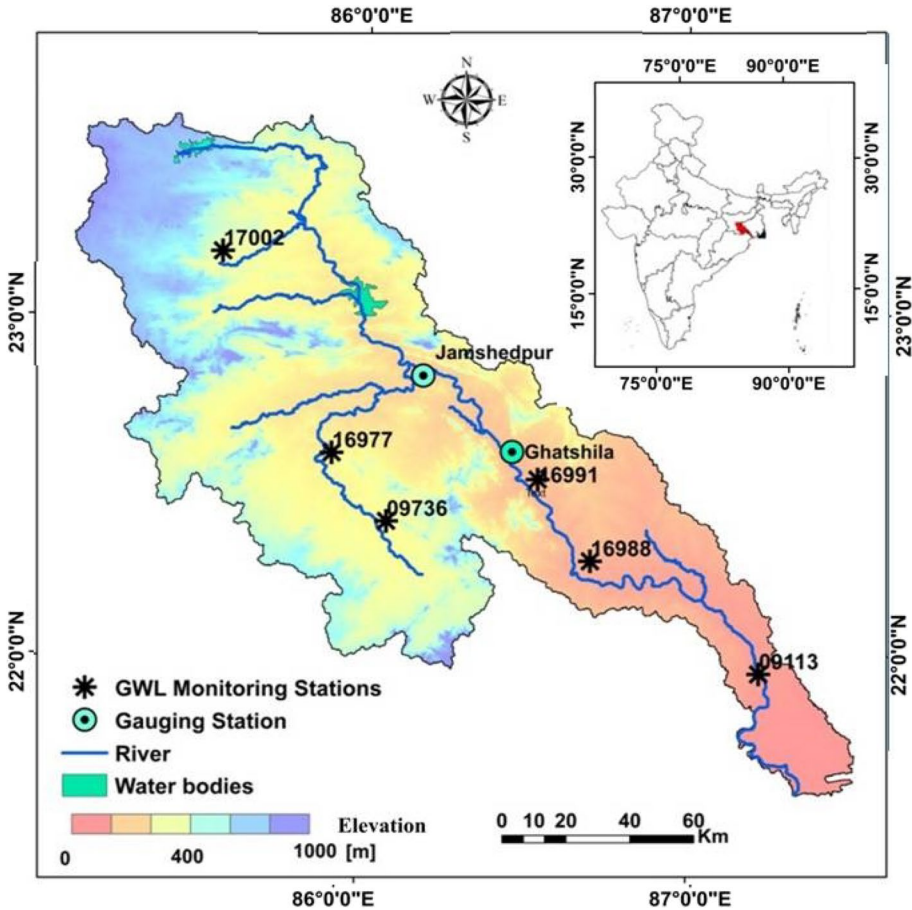 86°0'0"E 87°0'0"E
75°0'0"E 90°0'0"E
N
W E
S
30°0'0"N 30°0'0"N
15°0'0"N 15°0'0"N
75°0'0"E 90°0'0"E
17002
23°0'0"N 23°0'0"N
Jamshedpur
16977
Ghatshila
16991
09736
16988
22°0'0"N 22°0'0"N
09113
GWL Monitoring Stations
Gauging Station
River
Water bodies
Elevation
0 400 1000 [m]
0 10 20 40 60
Km
86°0'0"E 87°0'0"E